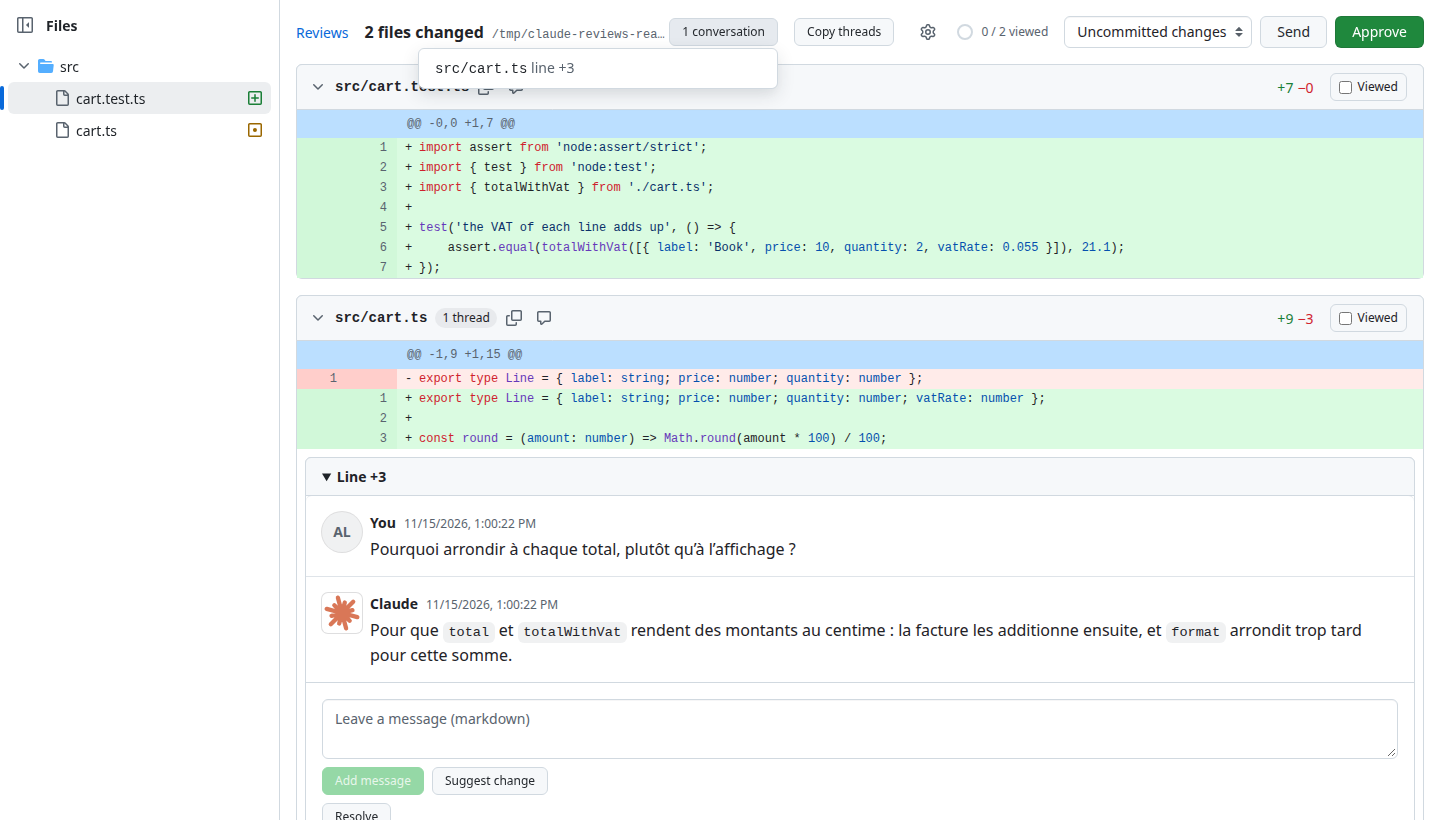 Files
src
cart.test.ts
cart.ts
Reviews 2 files changed /tmp/claude-reviews-rea… 1 conversation Copy threads 0 / 2 viewed Uncommitted changes Send Approve
src/cart.ts line +3
src/cart.test.ts +7 −0 Viewed
@@ -0,0 +1,7 @@
1 + import assert from 'node:assert/strict';
2 + import { test } from 'node:test';
3 + import { totalWithVat } from './cart.ts';
4 +
5 + test('the VAT of each line adds up', () => {
6 +     assert.equal(totalWithVat([{ label: 'Book', price: 10, quantity: 2, vatRate: 0.055 }]), 21.1);
7 + });
src/cart.ts 1 thread +9 −3 Viewed
@@ -1,9 +1,15 @@
1 - export type Line = { label: string; price: number; quantity: number };
1 + export type Line = { label: string; price: number; quantity: number; vatRate: number };
2 +
3 + const round = (amount: number) => Math.round(amount * 100) / 100;
Line +3
AL You 11/15/2026, 1:00:22 PM
Pourquoi arrondir à chaque total, plutôt qu’à l’affichage ?
Claude 11/15/2026, 1:00:22 PM
Pour que total et totalWithVat rendent des montants au centime : la facture les additionne ensuite, et format arrondit trop tard
pour cette somme.
Leave a message (markdown)
Add message Suggest change
Resolve